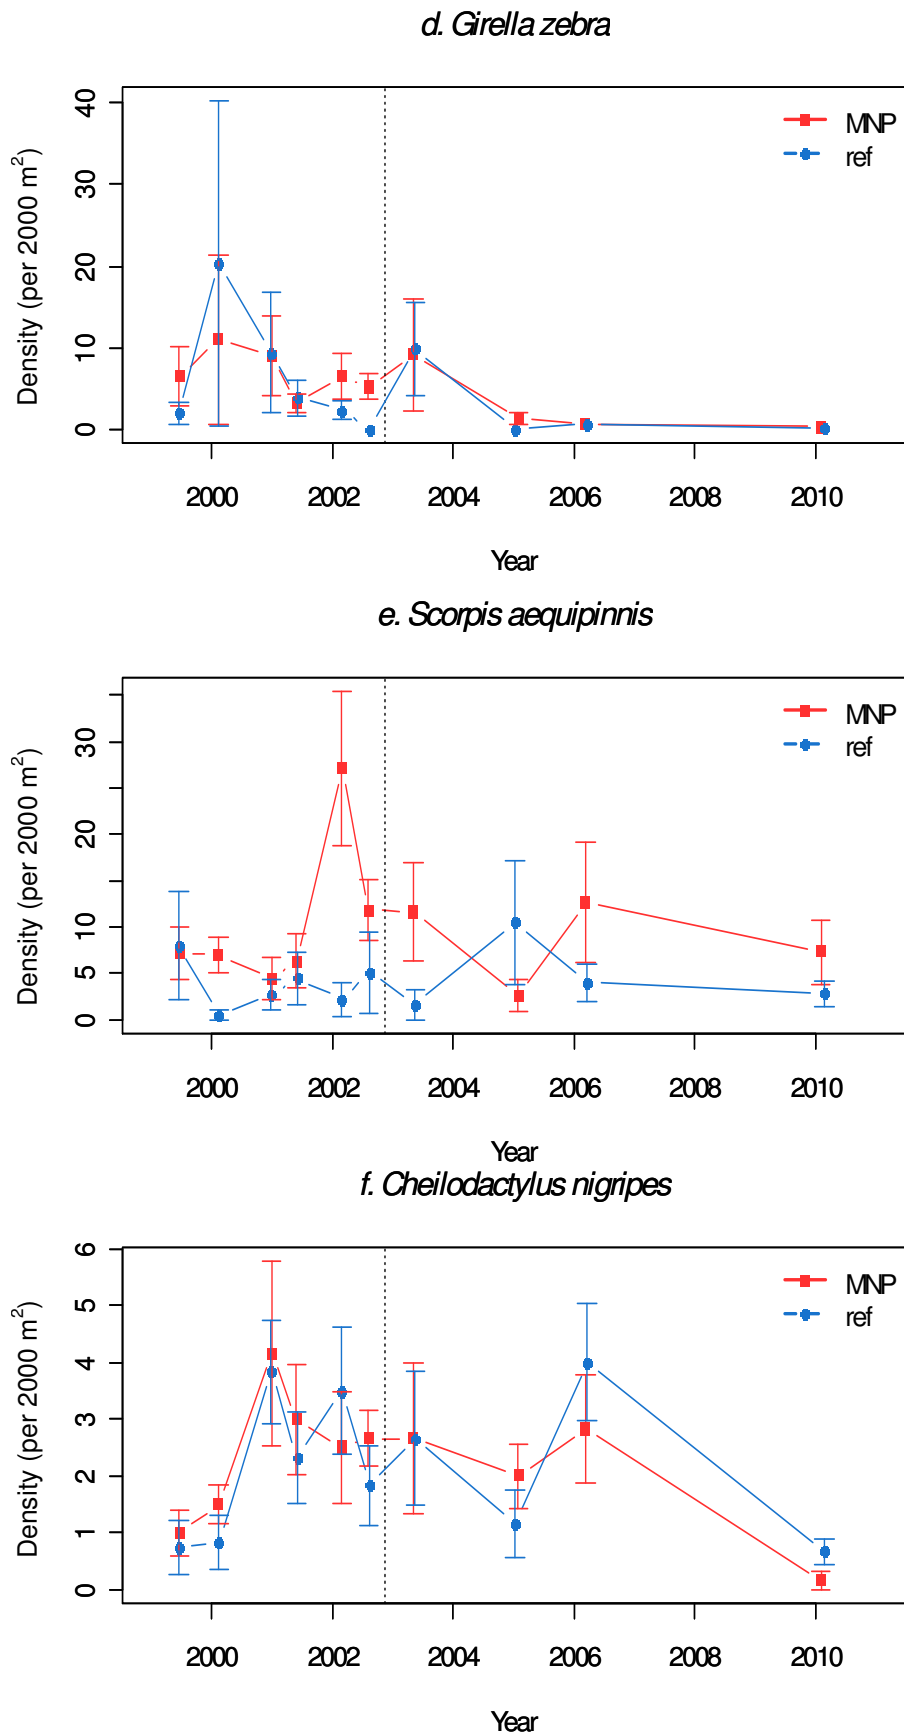 d. Girella zebra
Density (per 2000 m²)
40
30
20
10
0
MNP
ref
2000 2002 2004 2006 2008 2010
Year
e. Scorpis aequipinnis
Density (per 2000 m²)
30
20
10
5
0
MNP
ref
2000 2002 2004 2006 2008 2010
Year
f. Cheilodactylus nigripes
Density (per 2000 m²)
6
5
4
3
2
1
0
MNP
ref
2000 2002 2004 2006 2008 2010
Year